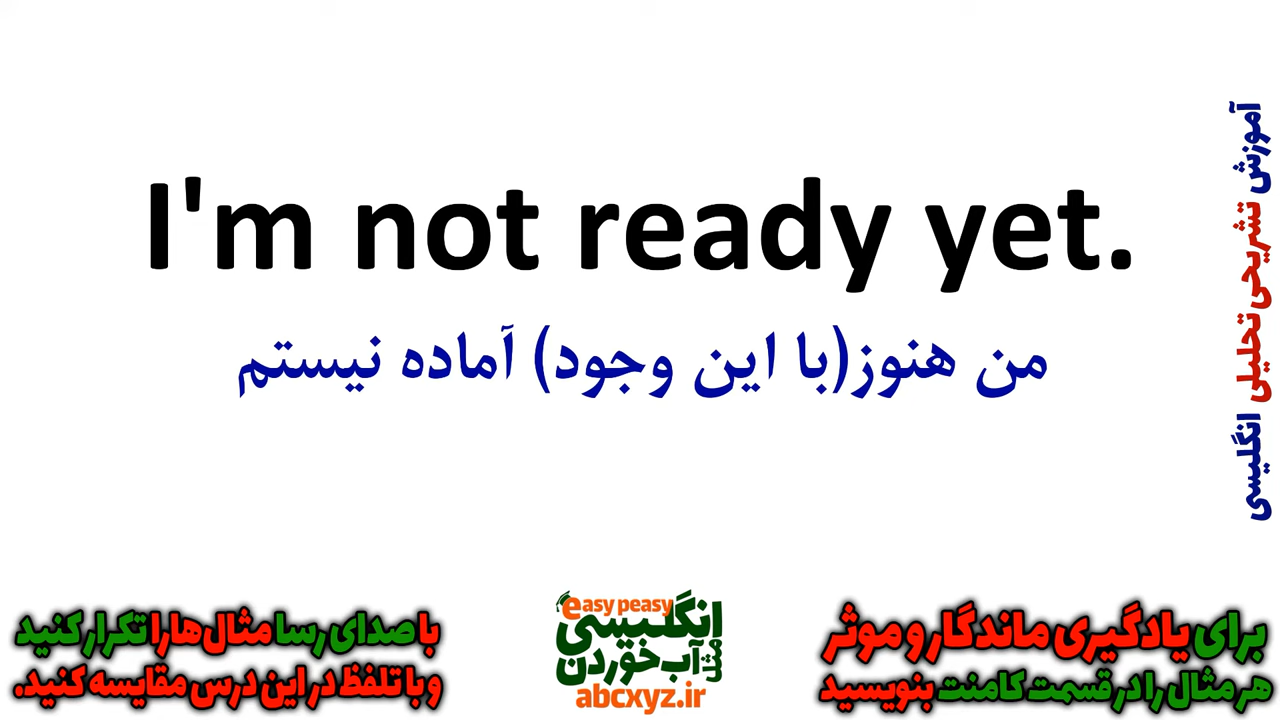 I'm not ready yet.
من هنوز(با این وجود) آماده نیستم
آموزش تشریحی تحلیلی انگلیسی
برای یادگیری ماندگار و موثر
هر مثال را در قسمت کامنت بنویسید
easy peasy
انگلیسی
مثل آب خوردن
abcxyz.ir
با صدای رسا مثال‌ها را تکرار کنید
و با تلفظ در این درس مقایسه کنید.